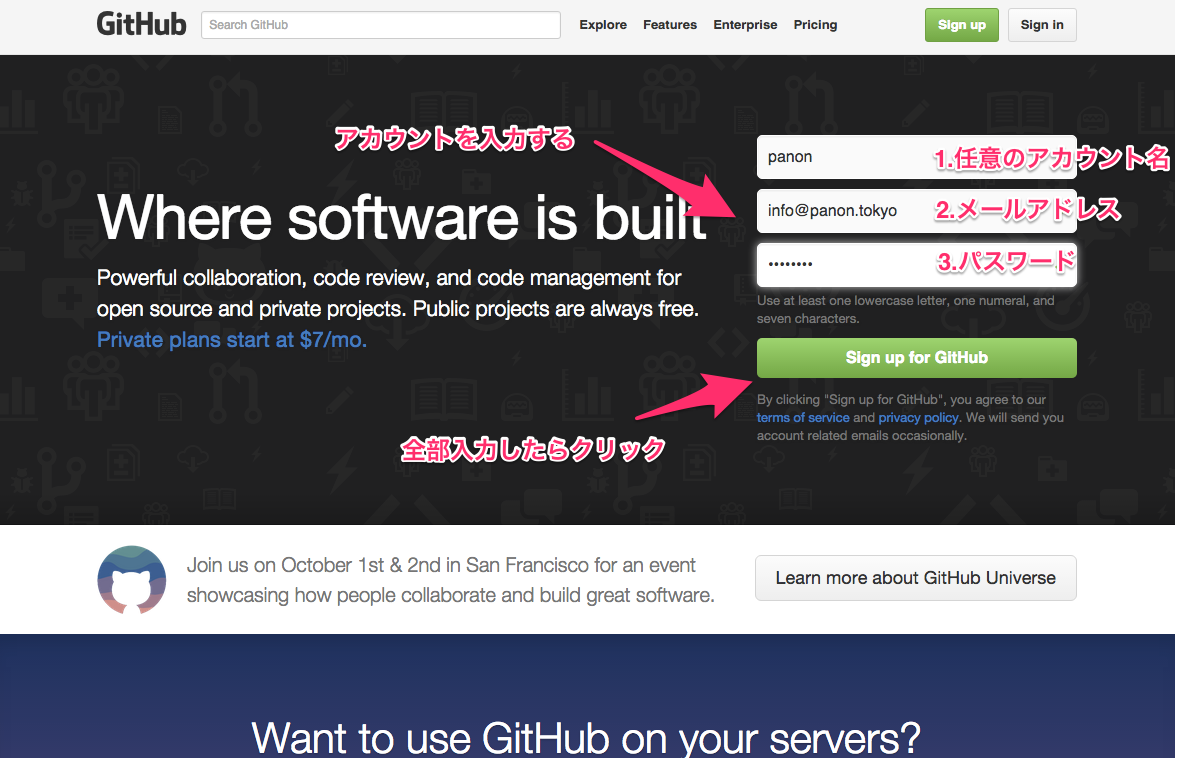 GitHub
Search GitHub
Explore Features Enterprise Pricing
Sign up
Sign in
アカウントを入力する
panon
1.任意のアカウント名
info@panon.tokyo
2.メールアドレス
••••••••
3.パスワード
Where software is built
Powerful collaboration, code review, and code management for
open source and private projects. Public projects are always free.
Private plans start at $7/mo.
Use at least one lowercase letter, one numeral, and
seven characters.
Sign up for GitHub
By clicking "Sign up for GitHub", you agree to our
terms of service and privacy policy. We will send you
account related emails occasionally.
全部入力したらクリック
Join us on October 1st & 2nd in San Francisco for an event
showcasing how people collaborate and build great software.
Learn more about GitHub Universe
Want to use GitHub on your servers?